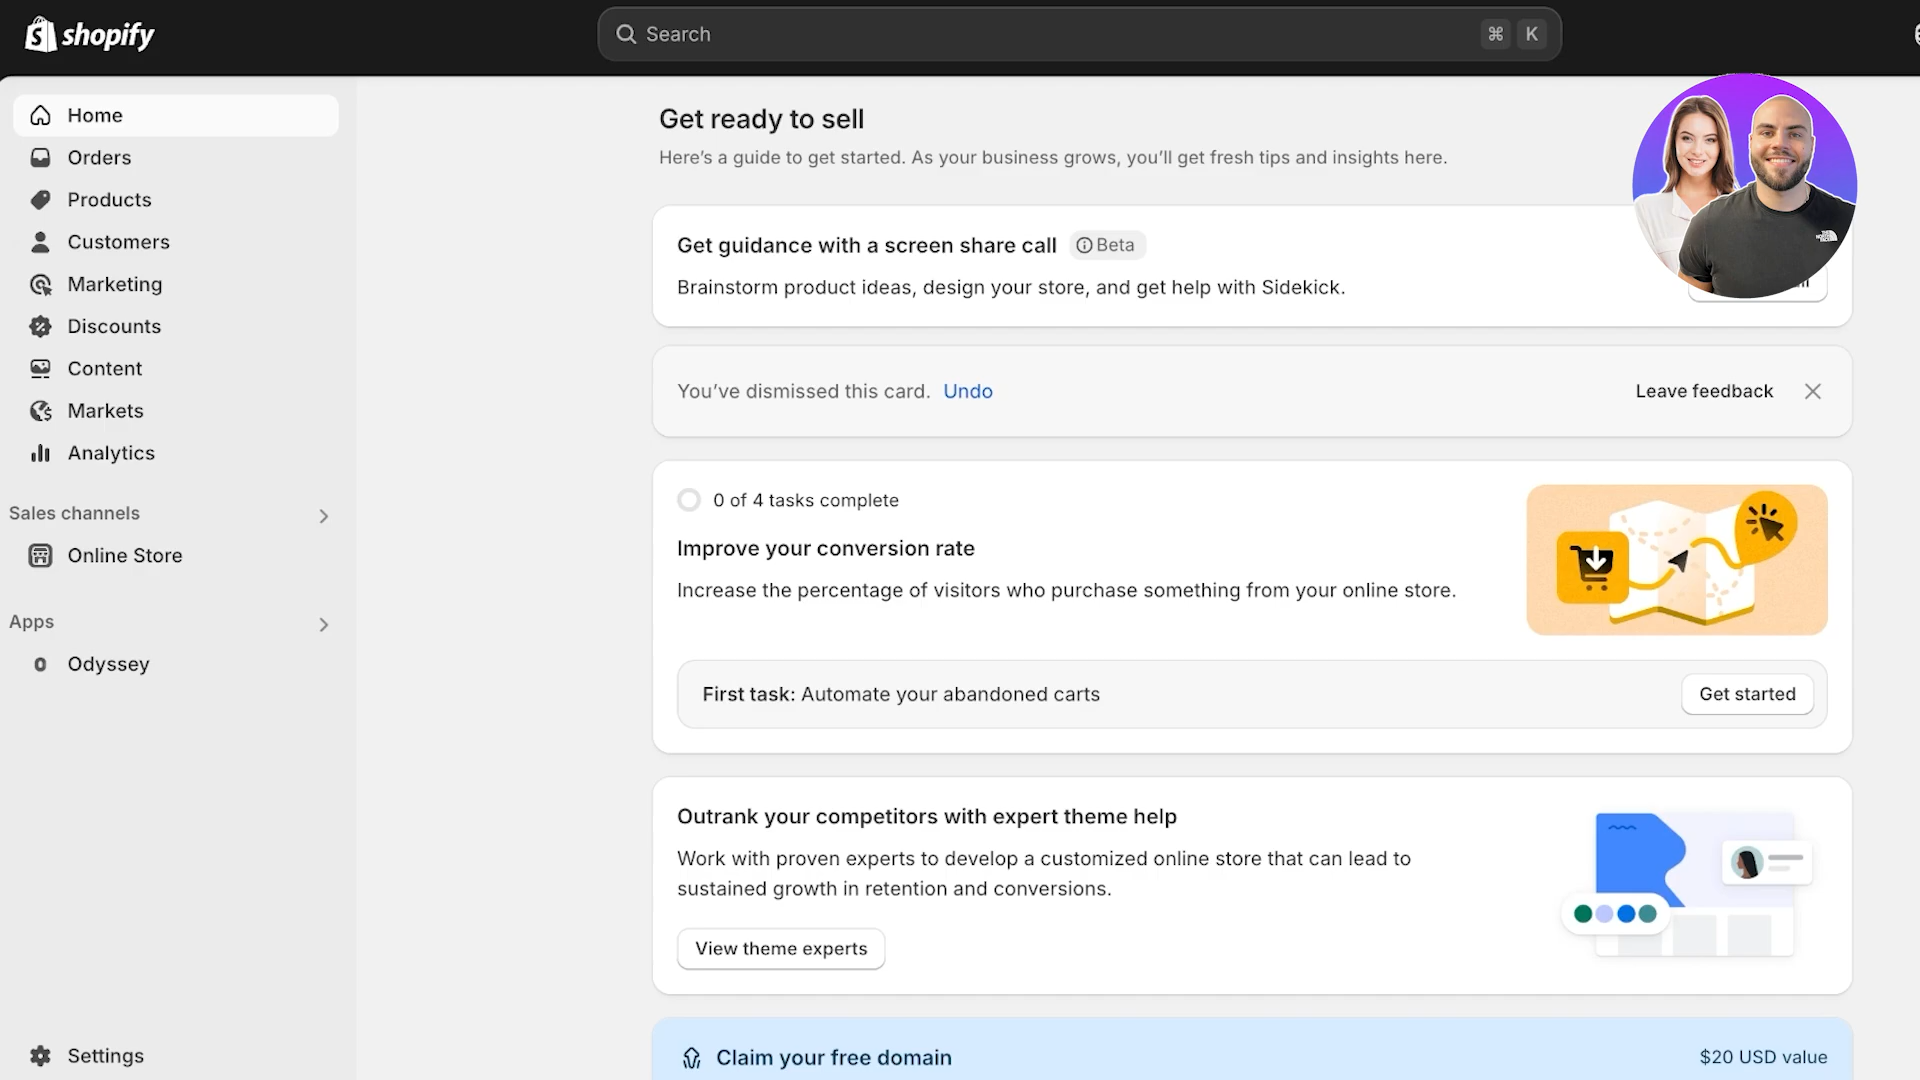 shopify
Search
⌘ K
Home
Orders
Products
Customers
Marketing
Discounts
Content
Markets
Analytics
Sales channels
Online Store
Apps
Odyssey
Settings
Get ready to sell
Here's a guide to get started. As your business grows, you'll get fresh tips and insights here.
Get guidance with a screen share call Beta
Brainstorm product ideas, design your store, and get help with Sidekick.
You've dismissed this card. Undo
Leave feedback
0 of 4 tasks complete
Improve your conversion rate
Increase the percentage of visitors who purchase something from your online store.
First task: Automate your abandoned carts
Get started
Outrank your competitors with expert theme help
Work with proven experts to develop a customized online store that can lead to
sustained growth in retention and conversions.
View theme experts
Claim your free domain
$20 USD value